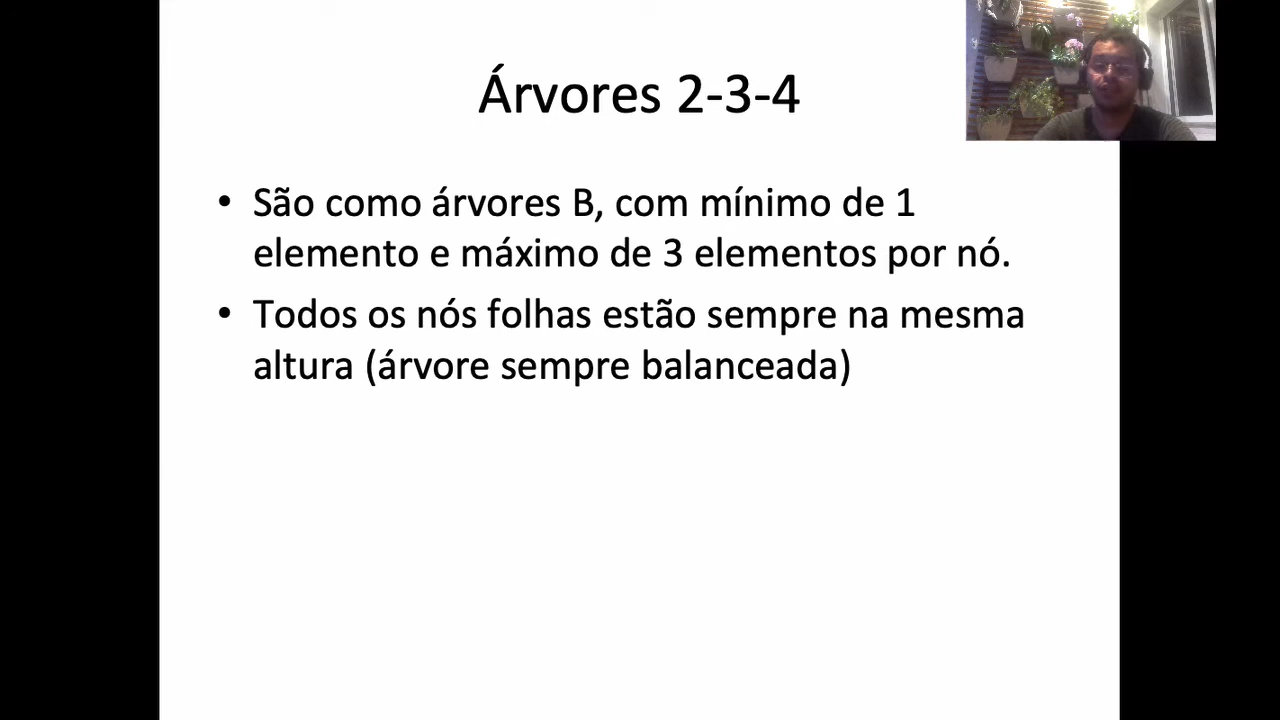 Árvores 2-3-4
• São como árvores B, com mínimo de 1
elemento e máximo de 3 elementos por nó.
• Todos os nós folhas estão sempre na mesma
altura (árvore sempre balanceada)